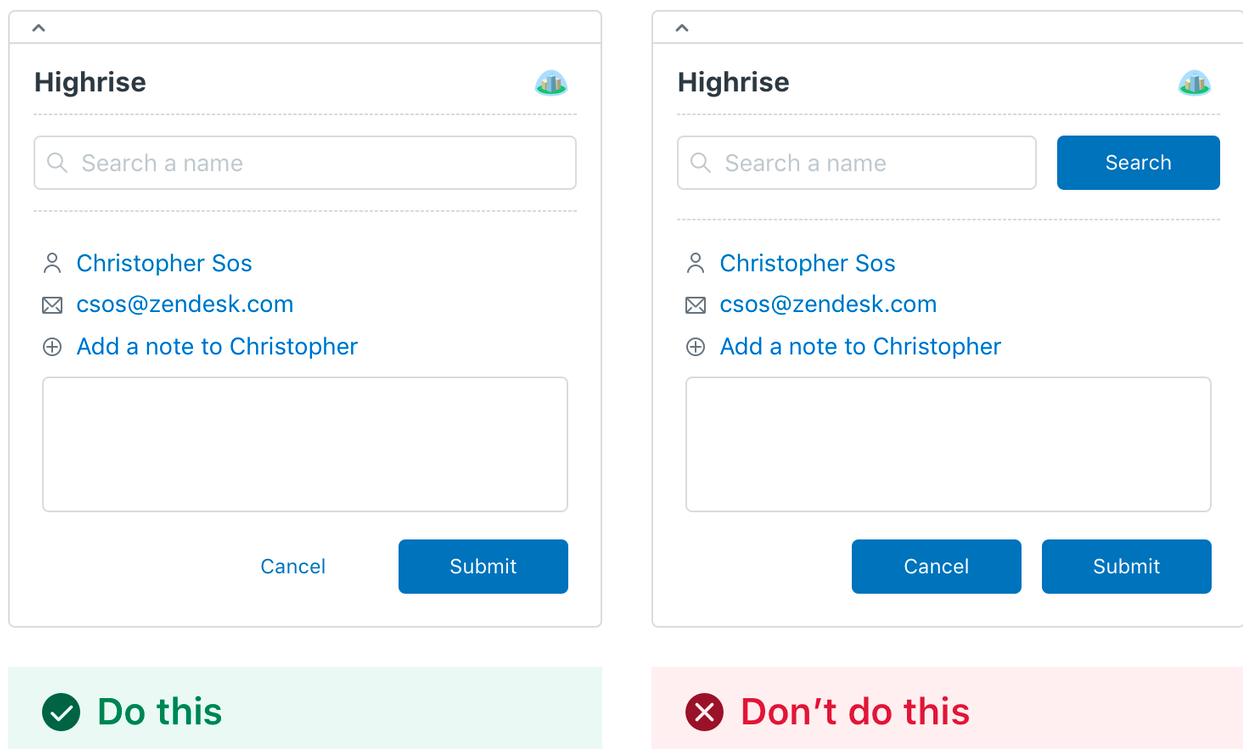 Highrise
Search a name
Christopher Sos
csos@zendesk.com
Add a note to Christopher
Cancel Submit
Do this
Highrise
Search a name Search
Christopher Sos
csos@zendesk.com
Add a note to Christopher
Cancel Submit
Don’t do this